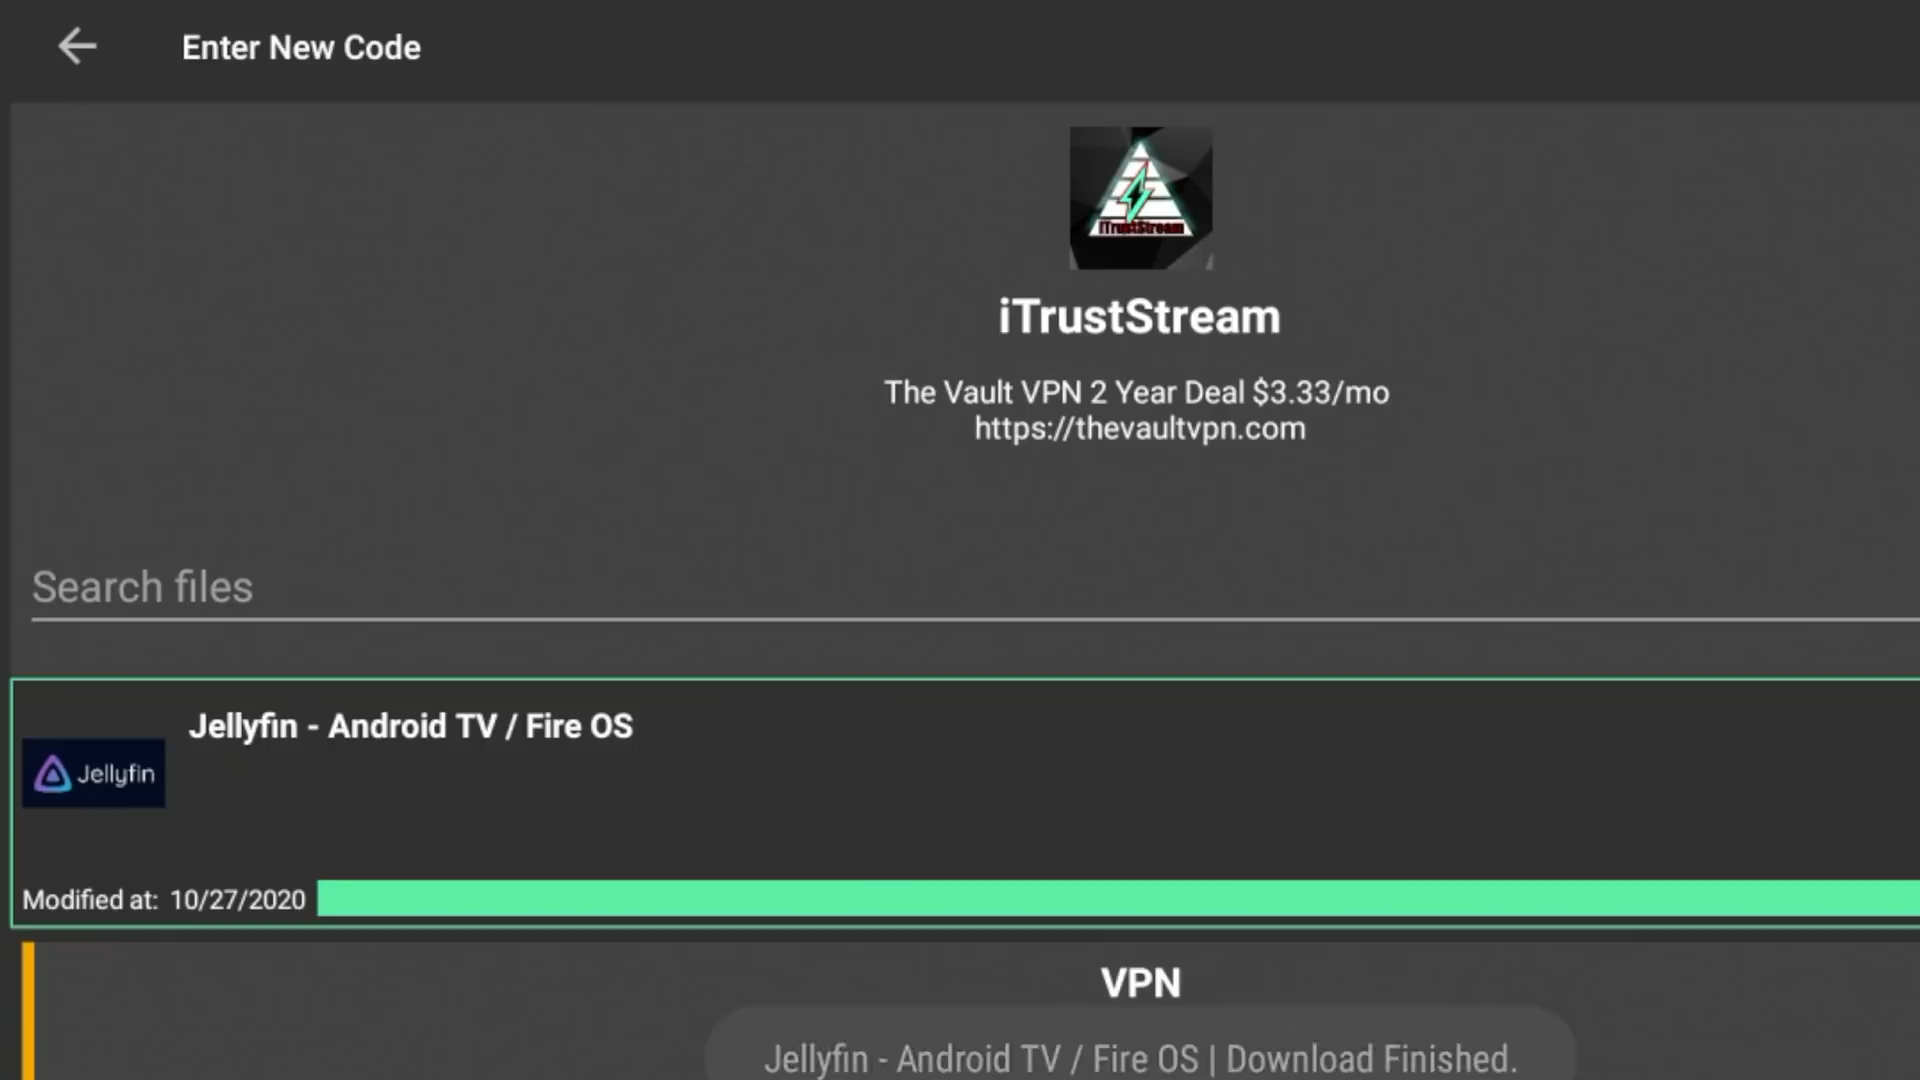 Enter New Code
iTrustStream
iTrustStream
The Vault VPN 2 Year Deal $3.33/mo
https://thevaultvpn.com
Search files
Jellyfin - Android TV / Fire OS
Jellyfin
Modified at: 10/27/2020
VPN
Jellyfin - Android TV / Fire OS | Download Finished.